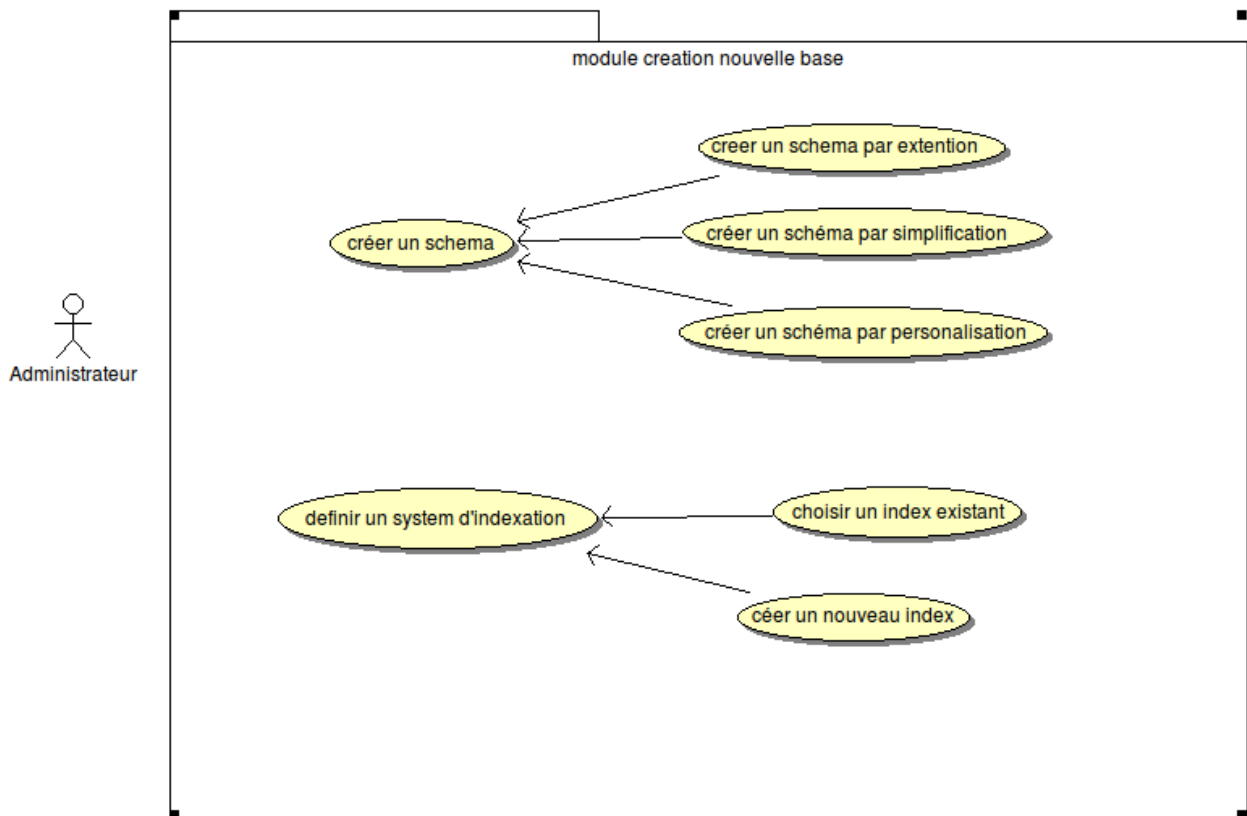 module creation nouvelle base
creer un schema par extention
créer un schéma par simplification
créer un schema
créer un schéma par personalisation
Administrateur
choisir un index existant
definir un system d'indexation
céer un nouveau index